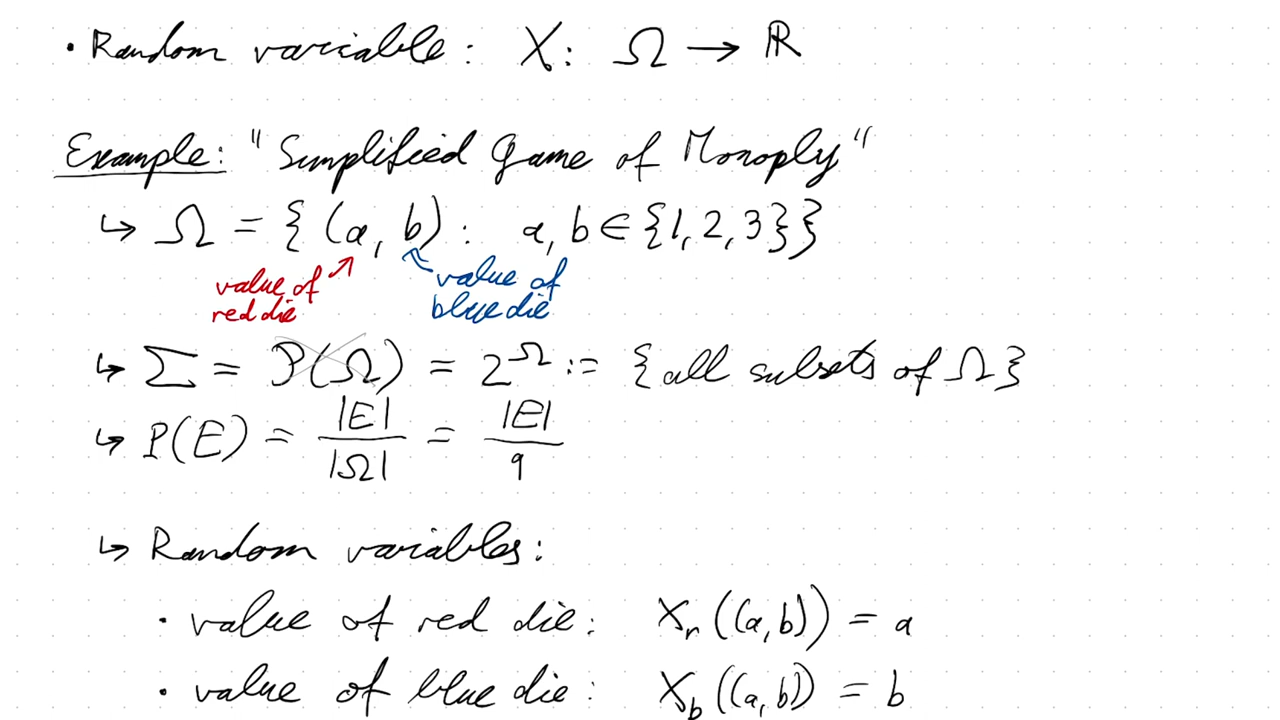 • Random variable: X: Ω → ℝ
Example: "Simplified Game of Monoply"
↳ Ω = { (a, b) : a, b ∈ {1, 2, 3}}
value of red die
value of blue die
↳ Σ = P(Ω) = 2^Ω := {all subsets of Ω}
↳ P(E) = |E| / |Ω| = |E| / 9
↳ Random variables:
• value of red die: X_r ((a, b)) = a
• value of blue die: X_b ((a, b)) = b